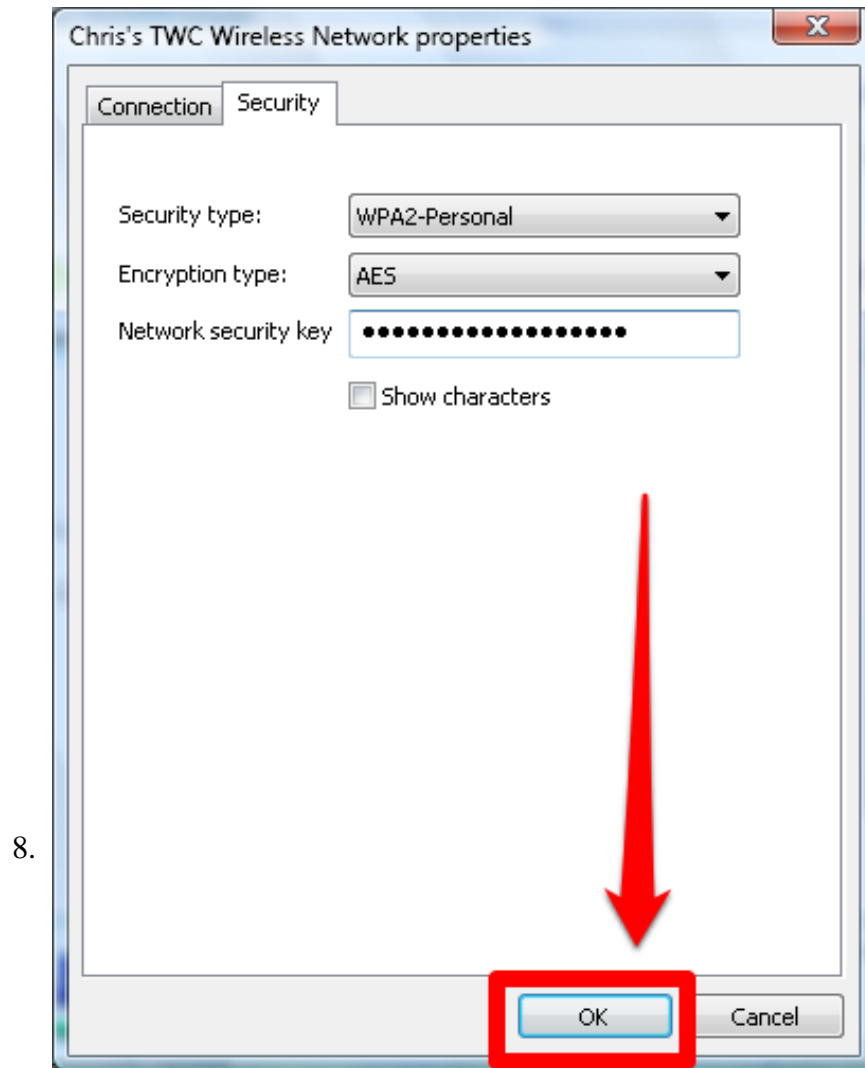 Chris's TWC Wireless Network properties
X
Connection Security
Security type: WPA2-Personal
Encryption type: AES
Network security key ••••••••••••••••••
Show characters
8.
OK Cancel